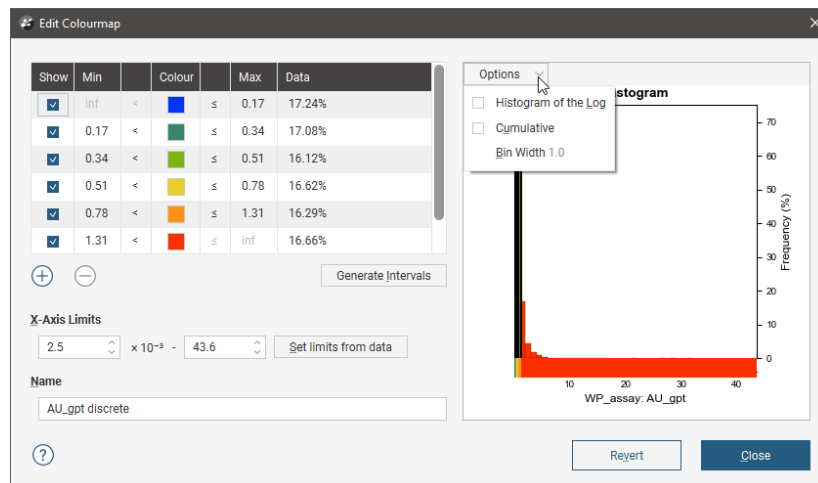 Edit Colourmap
Show Min Colour Max Data
inf < ≤ 0.17 17.24%
0.17 < ≤ 0.34 17.08%
0.34 < ≤ 0.51 16.12%
0.51 < ≤ 0.78 16.62%
0.78 < ≤ 1.31 16.29%
1.31 < ≤ inf 16.66%
Generate Intervals
X-Axis Limits
2.5 × 10⁻³ - 43.6 Set limits from data
Name
AU_gpt discrete
Options
stogram
Histogram of the Log
Cumulative
Bin Width 1.0
70
60
50
40
30
20
10
0
Frequency (%)
10 20 30 40
WP_assay: AU_gpt
?
Revert Close